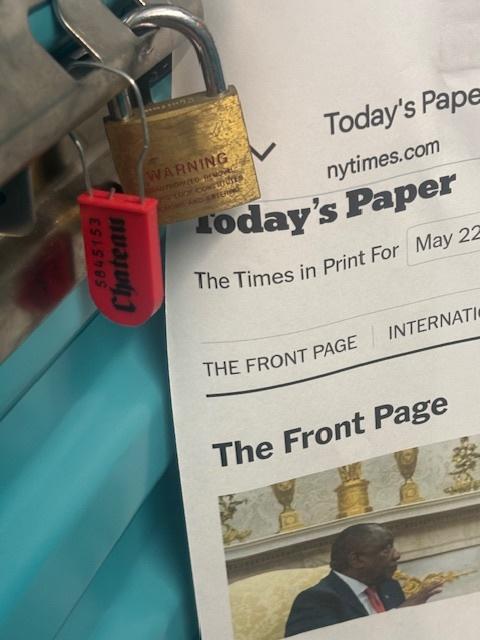 WARNING
5845153
Chateau
Today's Pape
nytimes.com
Today's Paper
The Times in Print For
May 22
THE FRONT PAGE
INTERNATIO
The Front Page